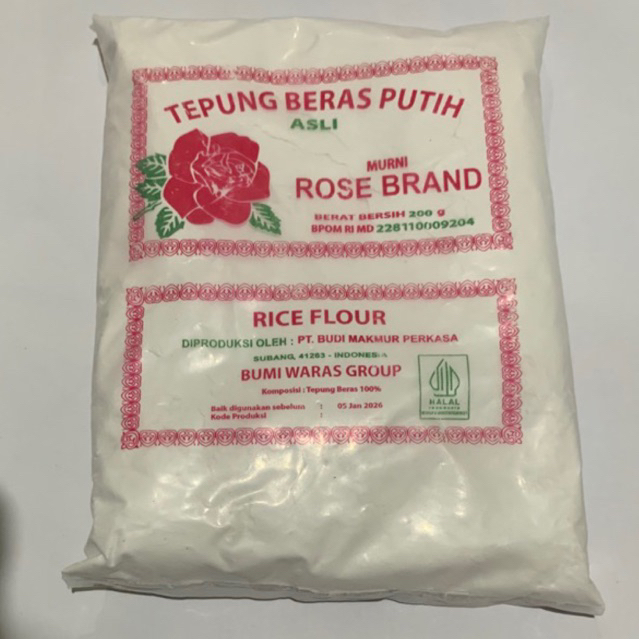 TEPUNG BERAS PUTIH
ASLI
MURNI
ROSE BRAND
BERAT BERSIH 200 g
BPOM RI MD 228110009204
RICE FLOUR
DIPRODUKSI OLEH : PT. BUDI MAKMUR PERKASA
SUBANG, 41283 - INDONESIA
BUMI WARAS GROUP
Komposisi : Tepung Beras 100%
Baik digunakan sebelum : 05 Jan 2026
Kode Produksi :
HALAL
INDONESIA